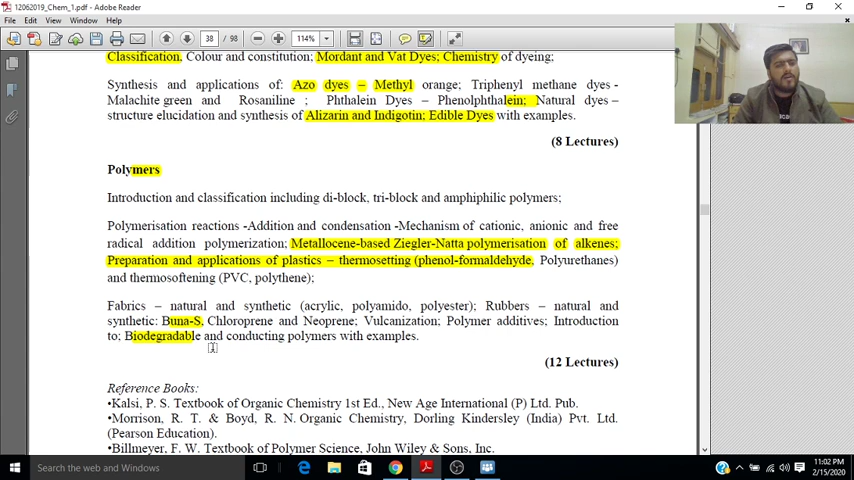 12062019_Chem_1.pdf - Adobe Reader
File Edit View Window Help
38 / 98 114%
Classification, Colour and constitution; Mordant and Vat Dyes; Chemistry of dyeing;
Synthesis and applications of: Azo dyes – Methyl orange; Triphenyl methane dyes -
Malachite green and Rosaniline ; Phthalein Dyes – Phenolphthalein; Natural dyes –
structure elucidation and synthesis of Alizarin and Indigotin; Edible Dyes with examples.
(8 Lectures)
Polymers
Introduction and classification including di-block, tri-block and amphiphilic polymers;
Polymerisation reactions -Addition and condensation -Mechanism of cationic, anionic and free
radical addition polymerization; Metallocene-based Ziegler-Natta polymerisation of alkenes;
Preparation and applications of plastics – thermosetting (phenol-formaldehyde, Polyurethanes)
and thermosoftening (PVC, polythene);
Fabrics – natural and synthetic (acrylic, polyamido, polyester); Rubbers – natural and
synthetic: Buna-S, Chloroprene and Neoprene; Vulcanization; Polymer additives; Introduction
to; Biodegradable and conducting polymers with examples.
(12 Lectures)
Reference Books:
•Kalsi, P. S. Textbook of Organic Chemistry 1st Ed., New Age International (P) Ltd. Pub.
•Morrison, R. T. & Boyd, R. N. Organic Chemistry, Dorling Kindersley (India) Pvt. Ltd.
(Pearson Education).
•Billmeyer, F. W. Textbook of Polymer Science, John Wiley & Sons, Inc.
Search the web and Windows
11:02 PM
2/15/2020